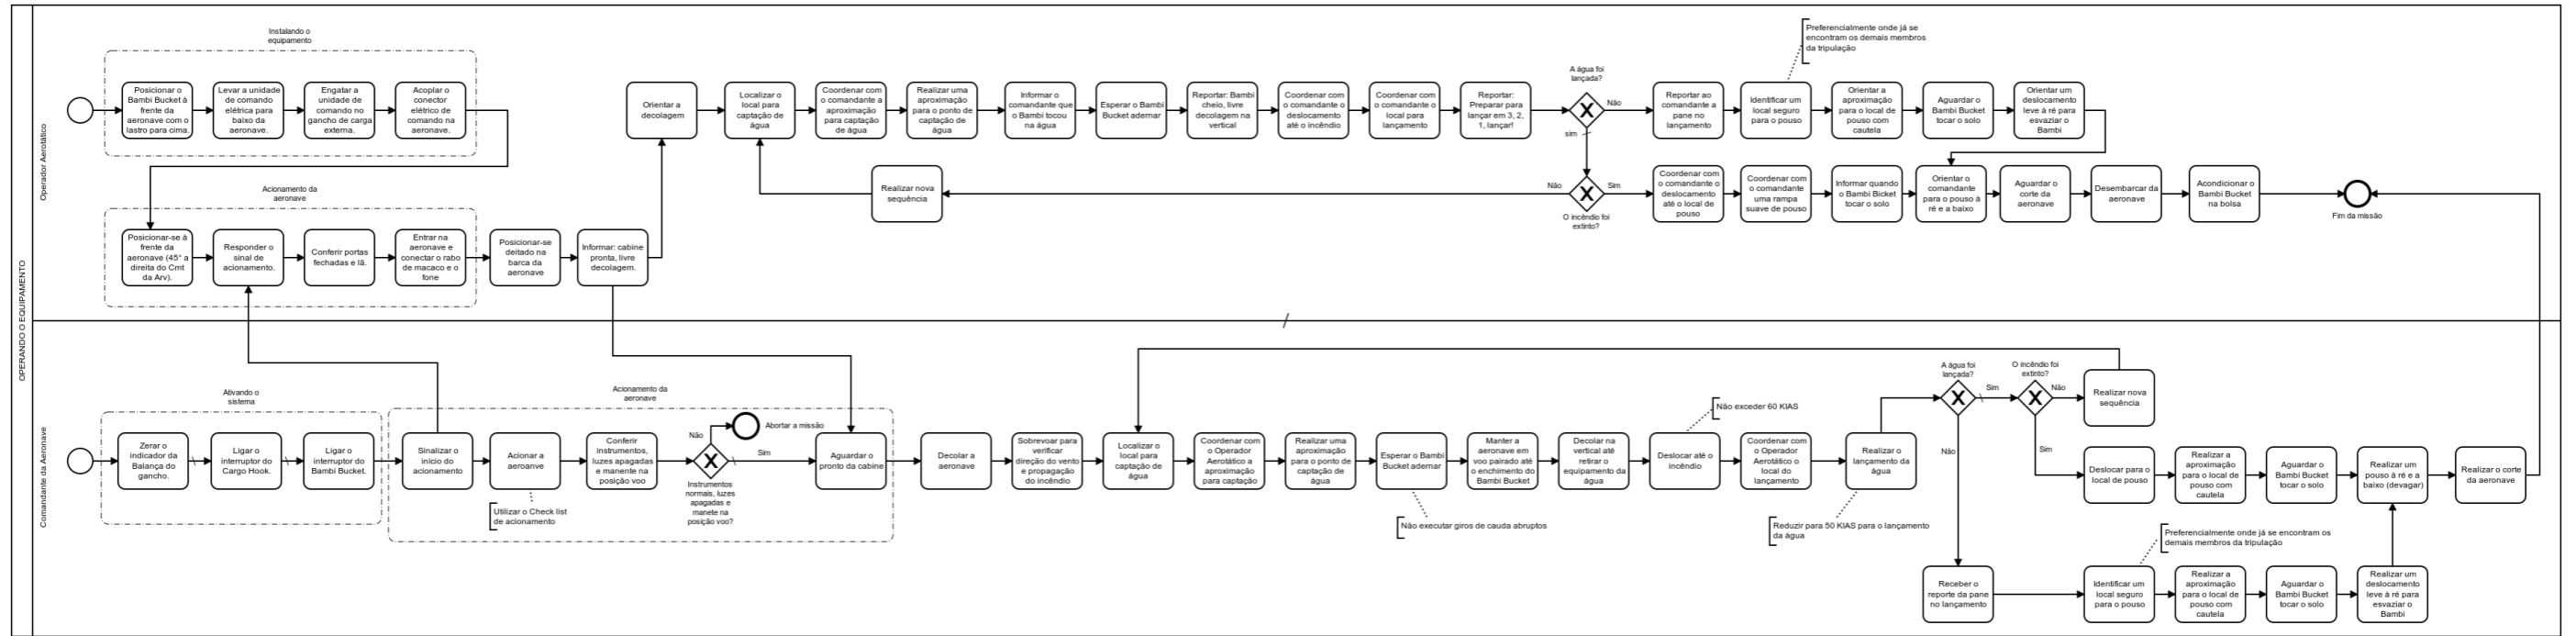 OPERANDO O EQUIPAMENTO
Operador Aerotático
Instalando o
equipamento
Posicionar o
Bambi Bucket à
frente da
aeronave com o
lastro para cima.
Levar a unidade
de comando
elétrica para
baixo da
aeronave.
Engatar a
unidade de
comando no
gancho de carga
externa.
Acoplar o
conector
elétrico de
comando na
aeronave.
Acionamento da
aeronave
Posicionar-se à
frente da
aeronave (45° a
direita do Cmt
da Arv).
Responder o
sinal de
acionamento.
Conferir portas
fechadas e lã.
Entrar na
aeronave e
conectar o rabo
de macaco e o
fone
Posicionar-se
deitado na
barca da
aeronave
Informar: cabine
pronta, livre
decolagem.
Orientar a
decolagem
Localizar o
local para
captação de
água
Coordenar com
o comandante a
aproximação
para captação
de água
Realizar uma
aproximação
para o ponto de
captação de
água
Informar o
comandante que
o Bambi tocou
na água
Esperar o Bambi
Bucket adernar
Reportar: Bambi
cheio, livre
decolagem na
vertical
Coordenar com
o comandante o
deslocamento
até o incêndio
Coordenar com
o comandante o
local para
lançamento
Reportar:
Preparar para
lançar em 3, 2,
1, lançar!
A água foi
lançada?
Não
sim
Reportar ao
comandante a
pane no
lançamento
Identificar um
local seguro
para o pouso
Preferencialmente onde já se
encontram os demais membros
da tripulação
Orientar a
aproximação
para o local de
pouso com
cautela
Aguardar o
Bambi Bucket
tocar o solo
Orientar um
deslocamento
leve à ré para
esvaziar o
Bambi
Realizar nova
sequência
Não
Sim
O incêndio foi
extinto?
Coordenar com
o comandante o
deslocamento
até o local de
pouso
Coordenar com
o comandante
uma rampa
suave de pouso
Informar quando
o Bambi Bicket
tocar o solo
Orientar o
comandante
para o pouso à
ré e a baixo
Aguardar o
corte da
aeronave
Desembarcar da
aeronave
Acondicionar o
Bambi Bucket
na bolsa
Fim da missão
Comandante da Aeronave
Ativando o
sistema
Zerar o
indicador da
Balança do
gancho.
Ligar o
interruptor do
Cargo Hook.
Ligar o
interruptor do
Bambi Bucket.
Acionamento da
aeronave
Sinalizar o
início do
acionamento
Acionar a
aeroanve
Utilizar o Check list
de acionamento
Conferir
instrumentos,
luzes apagadas
e manete na
posição voo
Não
Abortar a missão
Sim
Instrumentos
normais, luzes
apagadas e
manete na
posição voo?
Aguardar o
pronto da cabine
Decolar a
aeronave
Sobrevoar para
verificar
direção do vento
e propagação
do incêndio
Localizar o
local para
captação de
água
Coordenar com
o Operador
Aerotático a
aproximação
para captação
Realizar uma
aproximação
para o ponto de
captação de
água
Esperar o Bambi
Bucket adernar
Não executar giros de cauda abruptos
Manter a
aeronave em
voo pairado até
o enchimento do
Bambi Bucket
Decolar na
vertical até
retirar o
equipamento da
água
Deslocar até o
incêndio
Não exceder 60 KIAS
Coordenar com
o Operador
Aerotático o
local do
lançamento
Realizar o
lançamento da
água
Reduzir para 50 KIAS para o lançamento
da água
A água foi
lançada?
Sim
Não
O incêndio foi
extinto?
Não
Sim
Realizar nova
sequência
Deslocar para o
local de pouso
Realizar a
aproximação
para o local de
pouso com
cautela
Aguardar o
Bambi Bucket
tocar o solo
Realizar um
pouso à ré e a
baixo (devagar)
Realizar o corte
da aeronave
Receber o
reporte da pane
no lançamento
Identificar um
local seguro
para o pouso
Preferencialmente onde já se encontram os
demais membros da tripulação
Realizar a
aproximação
para o local de
pouso com
cautela
Aguardar o
Bambi Bucket
tocar o solo
Realizar um
deslocamento
leve à ré para
esvaziar o
Bambi